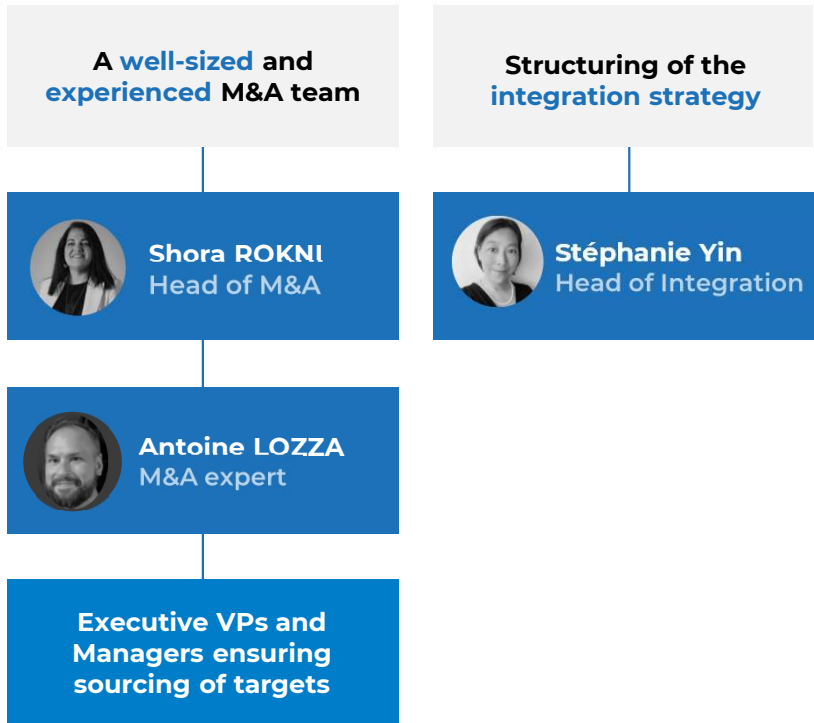 A well-sized and
experienced M&A team
Shora ROKNI
Head of M&A
Antoine LOZZA
M&A expert
Executive VPs and
Managers ensuring
sourcing of targets
Structuring of the
integration strategy
Stéphanie Yin
Head of Integration